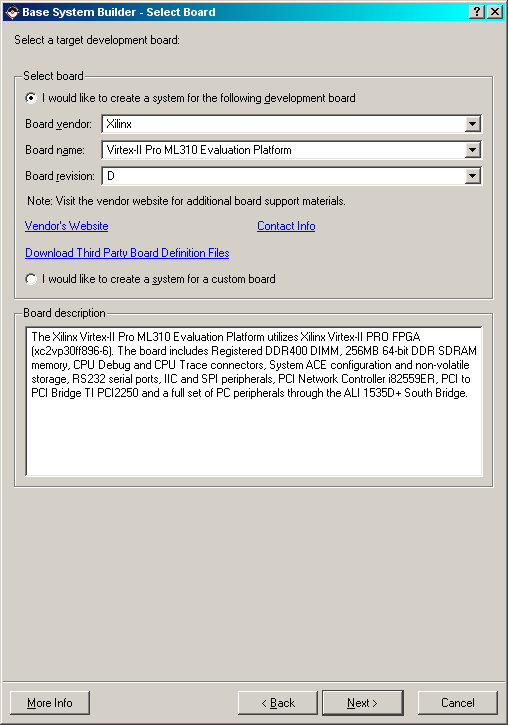 Base System Builder - Select Board
Select a target development board:
Select board
I would like to create a system for the following development board
Board vendor: Xilinx
Board name: Virtex-II Pro ML310 Evaluation Platform
Board revision: D
Note: Visit the vendor website for additional board support materials.
Vendor's Website Contact Info
Download Third Party Board Definition Files
I would like to create a system for a custom board
Board description
The Xilinx Virtex-II Pro ML310 Evaluation Platform utilizes Xilinx Virtex-II PRO FPGA
(xc2vp30ff896-6). The board includes Registered DDR400 DIMM, 256MB 64-bit DDR SDRAM
memory, CPU Debug and CPU Trace connectors, System ACE configuration and non-volatile
storage, RS232 serial ports, IIC and SPI peripherals, PCI Network Controller i82559ER, PCI to
PCI Bridge TI PCI2250 and a full set of PC peripherals through the ALI 1535D+ South Bridge.
More Info < Back Next > Cancel